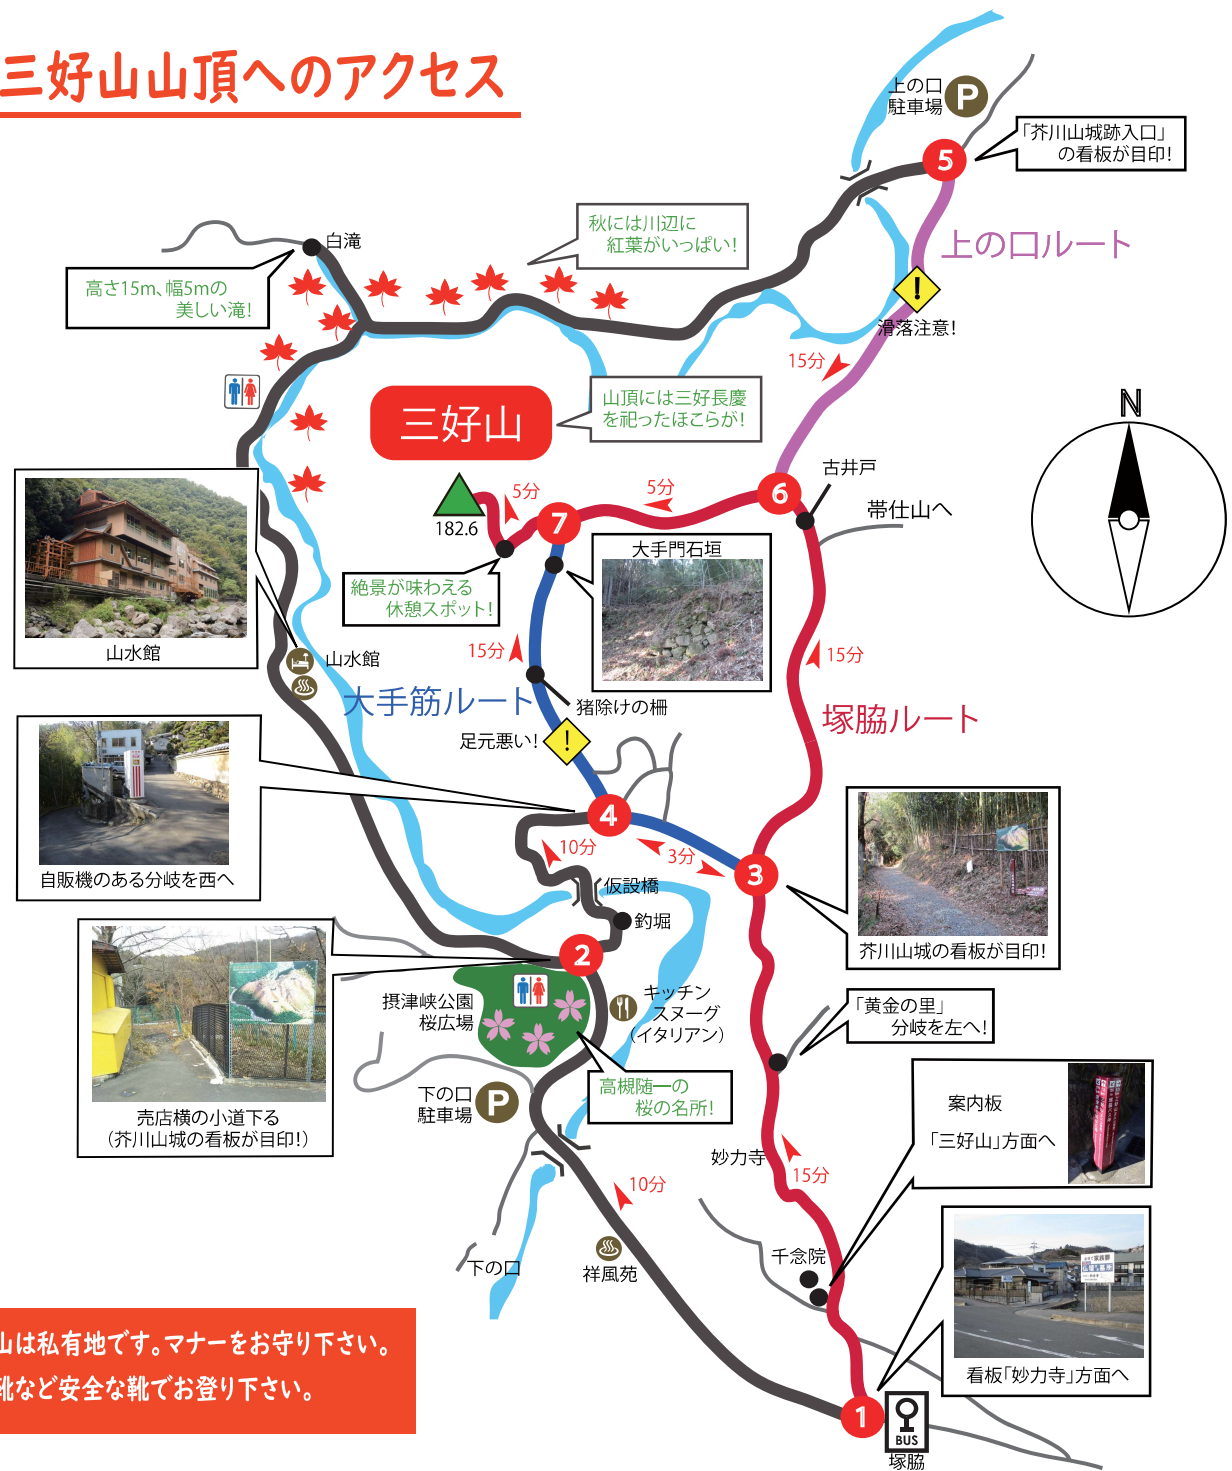 三好山山頂へのアクセス
上の口
駐車場
P
5
「芥川山城跡入口」
の看板が目印!
秋には川辺に
紅葉がいっぱい!
白滝
高さ15m、幅5mの
美しい滝!
上の口ルート
!
滑落注意!
15分
山頂には三好長慶
を祀ったほこらが!
三好山
N
古井戸
6
帯仕山へ
5分
5分
7
182.6
大手門石垣
絶景が味わえる
休憩スポット!
山水館
山水館
15分
15分
大手筋ルート
猪除けの柵
足元悪い!
!
塚脇ルート
4
自販機のある分岐を西へ
10分
3分
3
仮設橋
釣堀
芥川山城の看板が目印!
2
摂津峡公園
桜広場
キッチン
スヌーグ
(イタリアン)
「黄金の里」
分岐を左へ!
売店横の小道下る
(芥川山城の看板が目印!)
下の口
駐車場
P
高槻随一の
桜の名所!
案内板
「三好山」方面へ
妙力寺
15分
10分
千念院
下の口
祥風苑
看板「妙力寺」方面へ
山は私有地です。マナーをお守り下さい。
靴など安全な靴でお登り下さい。
1
BUS
塚脇